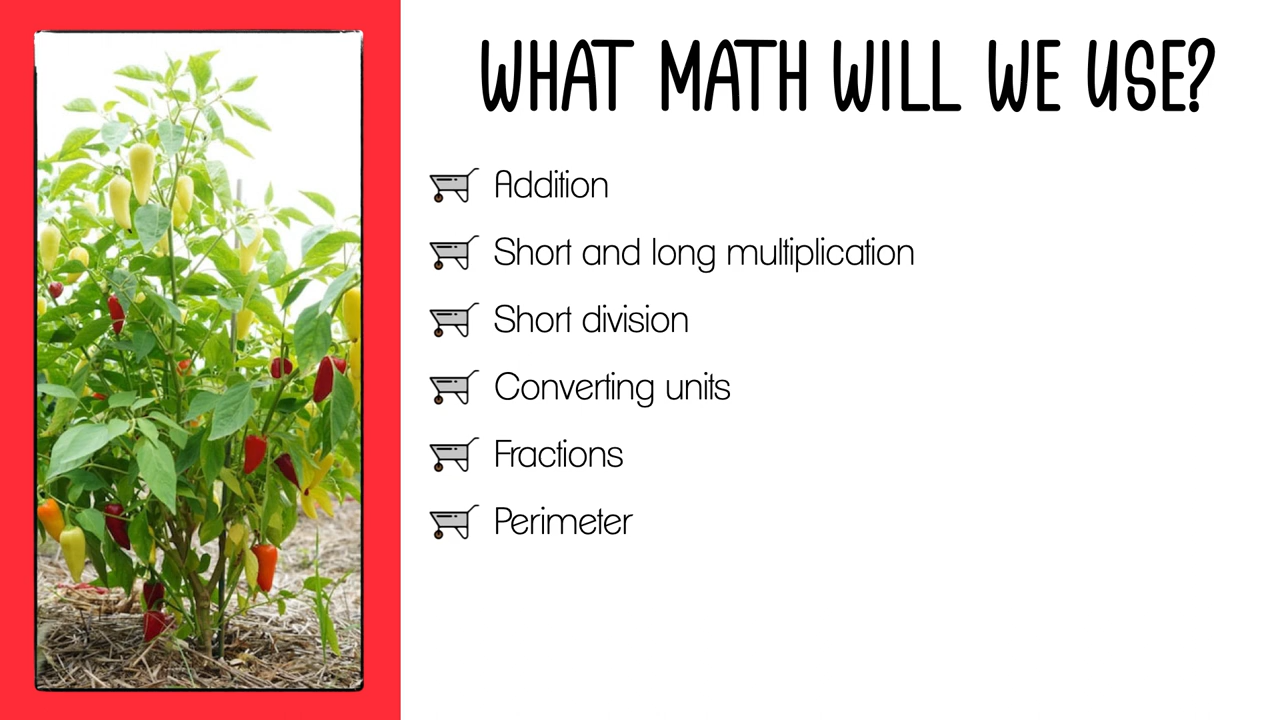 WHAT MATH WILL WE USE?
Addition
Short and long multiplication
Short division
Converting units
Fractions
Perimeter